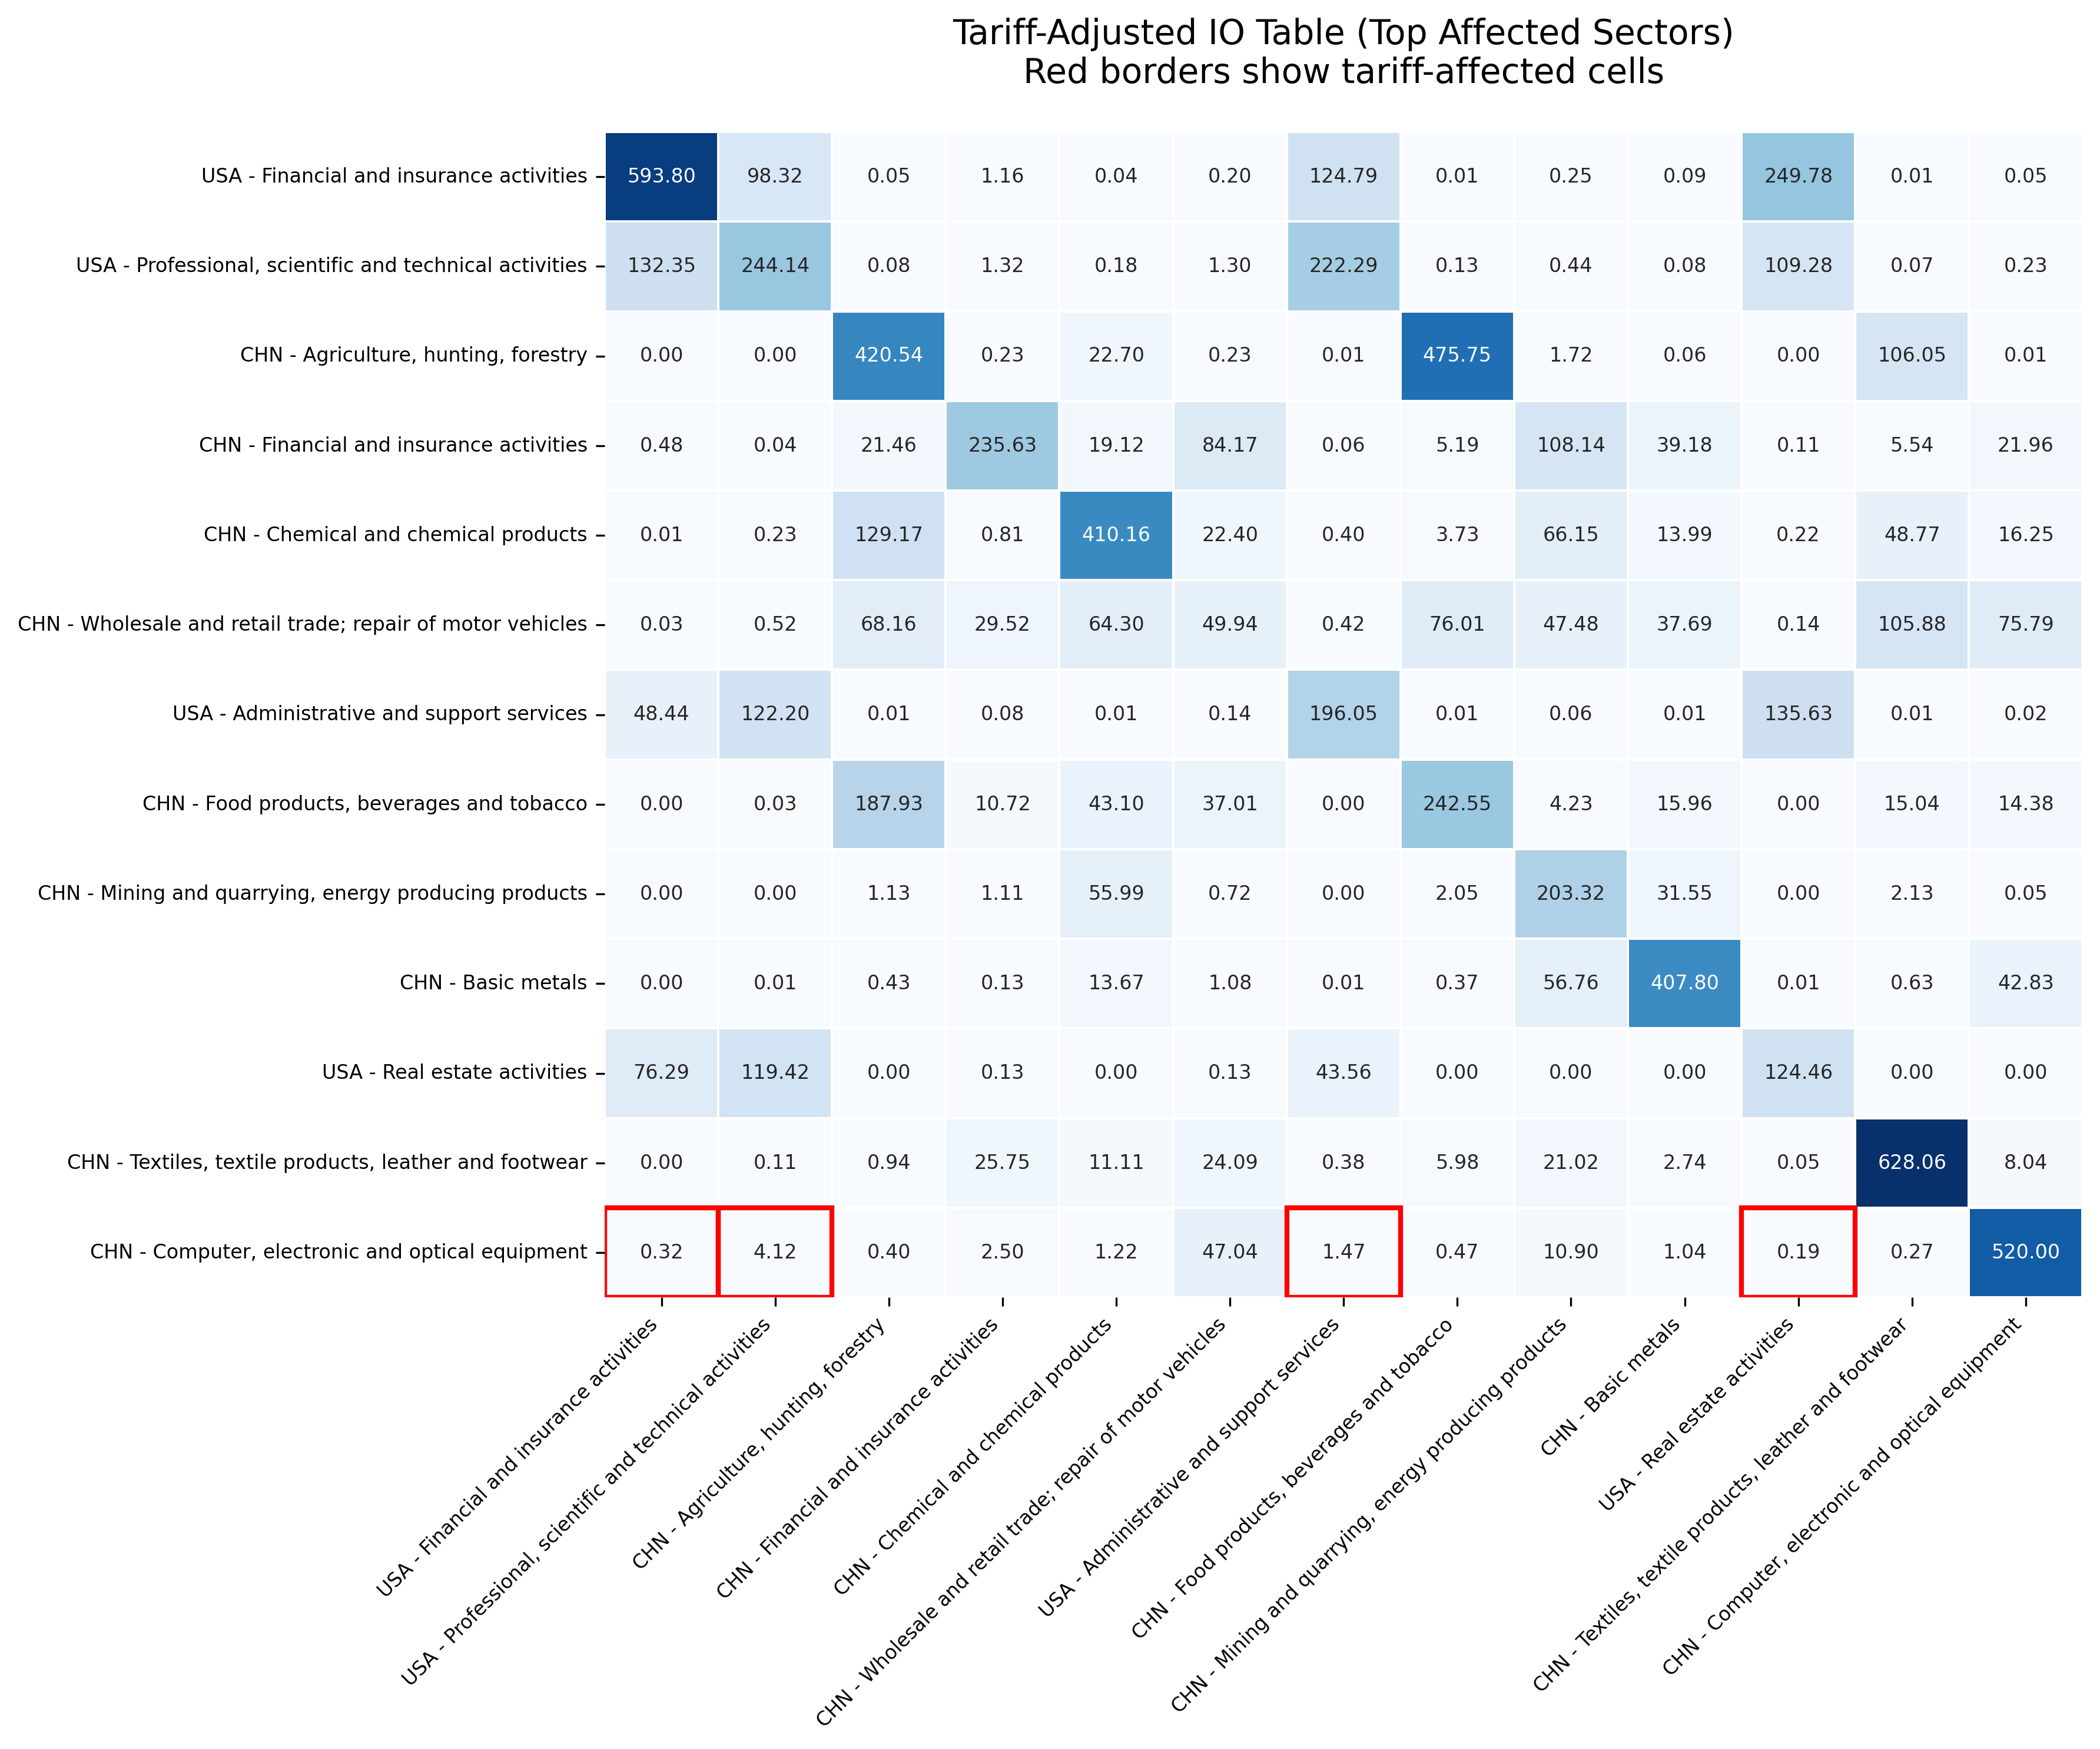 Tariff-Adjusted IO Table (Top Affected Sectors)
Red borders show tariff-affected cells
USA - Financial and insurance activities 593.80 98.32 0.05 1.16 0.04 0.20 124.79 0.01 0.25 0.09 249.78 0.01 0.05
USA - Professional, scientific and technical activities 132.35 244.14 0.08 1.32 0.18 1.30 222.29 0.13 0.44 0.08 109.28 0.07 0.23
CHN - Agriculture, hunting, forestry 0.00 0.00 420.54 0.23 22.70 0.23 0.01 475.75 1.72 0.06 0.00 106.05 0.01
CHN - Financial and insurance activities 0.48 0.04 21.46 235.63 19.12 84.17 0.06 5.19 108.14 39.18 0.11 5.54 21.96
CHN - Chemical and chemical products 0.01 0.23 129.17 0.81 410.16 22.40 0.40 3.73 66.15 13.99 0.22 48.77 16.25
CHN - Wholesale and retail trade; repair of motor vehicles 0.03 0.52 68.16 29.52 64.30 49.94 0.42 76.01 47.48 37.69 0.14 105.88 75.79
USA - Administrative and support services 48.44 122.20 0.01 0.08 0.01 0.14 196.05 0.01 0.06 0.01 135.63 0.01 0.02
CHN - Food products, beverages and tobacco 0.00 0.03 187.93 10.72 43.10 37.01 0.00 242.55 4.23 15.96 0.00 15.04 14.38
CHN - Mining and quarrying, energy producing products 0.00 0.00 1.13 1.11 55.99 0.72 0.00 2.05 203.32 31.55 0.00 2.13 0.05
CHN - Basic metals 0.00 0.01 0.43 0.13 13.67 1.08 0.01 0.37 56.76 407.80 0.01 0.63 42.83
USA - Real estate activities 76.29 119.42 0.00 0.13 0.00 0.13 43.56 0.00 0.00 0.00 124.46 0.00 0.00
CHN - Textiles, textile products, leather and footwear 0.00 0.11 0.94 25.75 11.11 24.09 0.38 5.98 21.02 2.74 0.05 628.06 8.04
CHN - Computer, electronic and optical equipment 0.32 4.12 0.40 2.50 1.22 47.04 1.47 0.47 10.90 1.04 0.19 0.27 520.00
USA - Financial and insurance activities
USA - Professional, scientific and technical activities
CHN - Agriculture, hunting, forestry
CHN - Financial and insurance activities
CHN - Chemical and chemical products
CHN - Wholesale and retail trade; repair of motor vehicles
USA - Administrative and support services
CHN - Food products, beverages and tobacco
CHN - Mining and quarrying, energy producing products
CHN - Basic metals
USA - Real estate activities
CHN - Textiles, textile products, leather and footwear
CHN - Computer, electronic and optical equipment